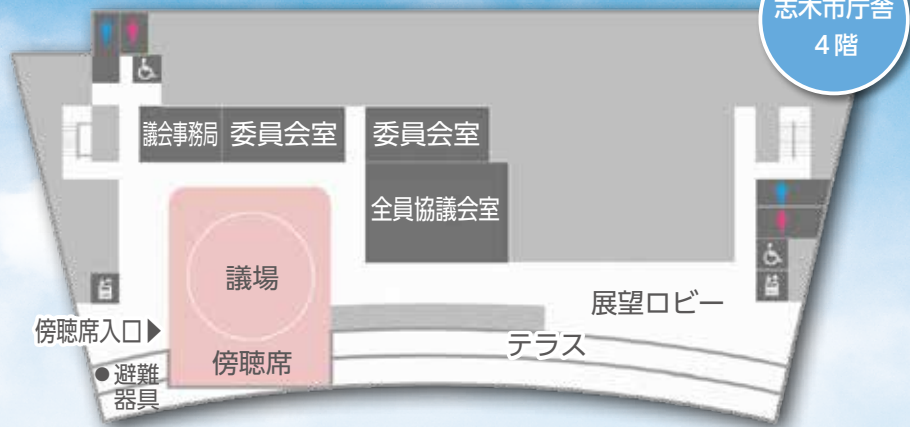 志木市庁舎
4階
議会事務局
委員会室
委員会室
全員協議会室
議場
展望ロビー
傍聴席入口▶
テラス
傍聴席
●避難
器具